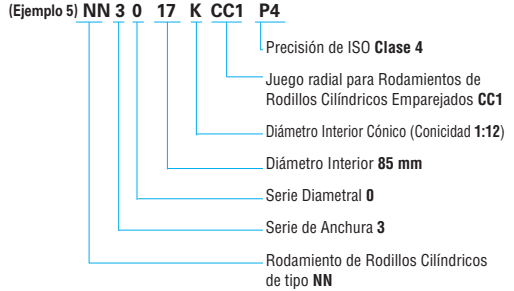 (Ejemplo 5) NN 3 0 17 K CC1 P4
Precisión de ISO Clase 4
Juego radial para Rodamientos de
Rodillos Cilíndricos Emparejados CC1
Diámetro Interior Cónico (Conicidad 1:12)
Diámetro Interior 85 mm
Serie Diametral 0
Serie de Anchura 3
Rodamiento de Rodillos Cilíndricos
de tipo NN